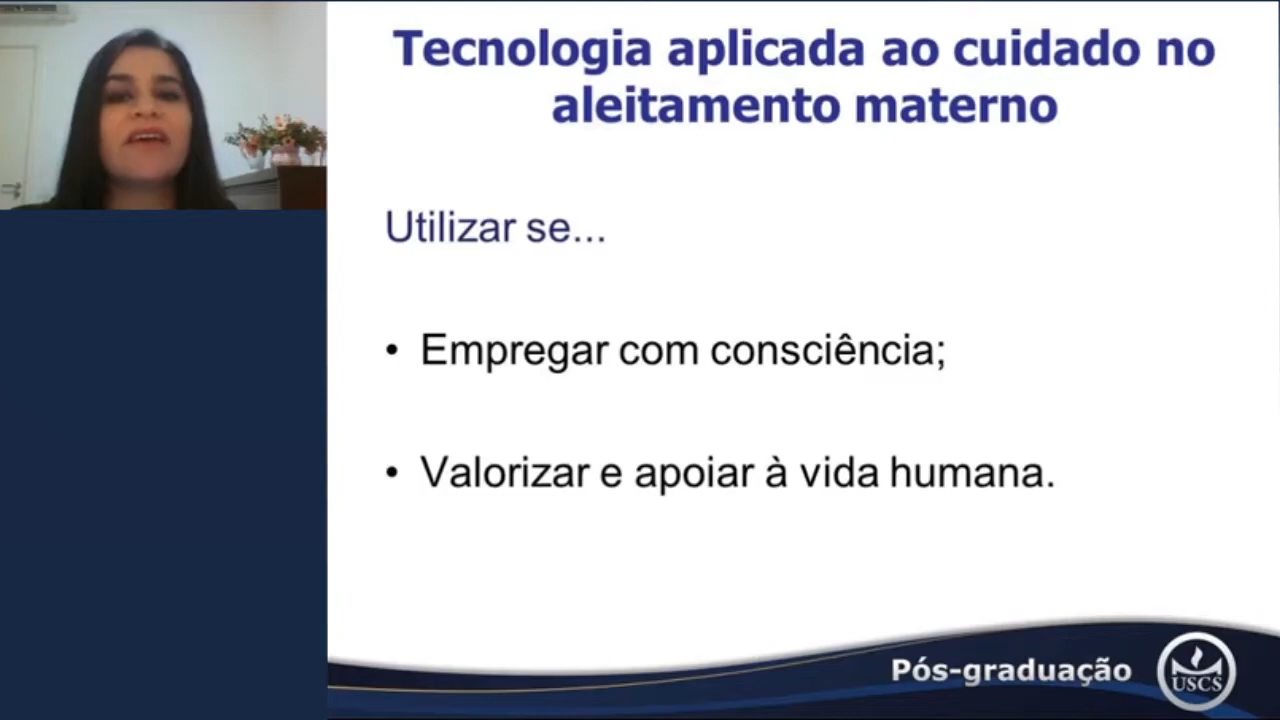 Tecnologia aplicada ao cuidado no
aleitamento materno
Utilizar se...
• Empregar com consciência;
• Valorizar e apoiar à vida humana.
Pós-graduação
USCS